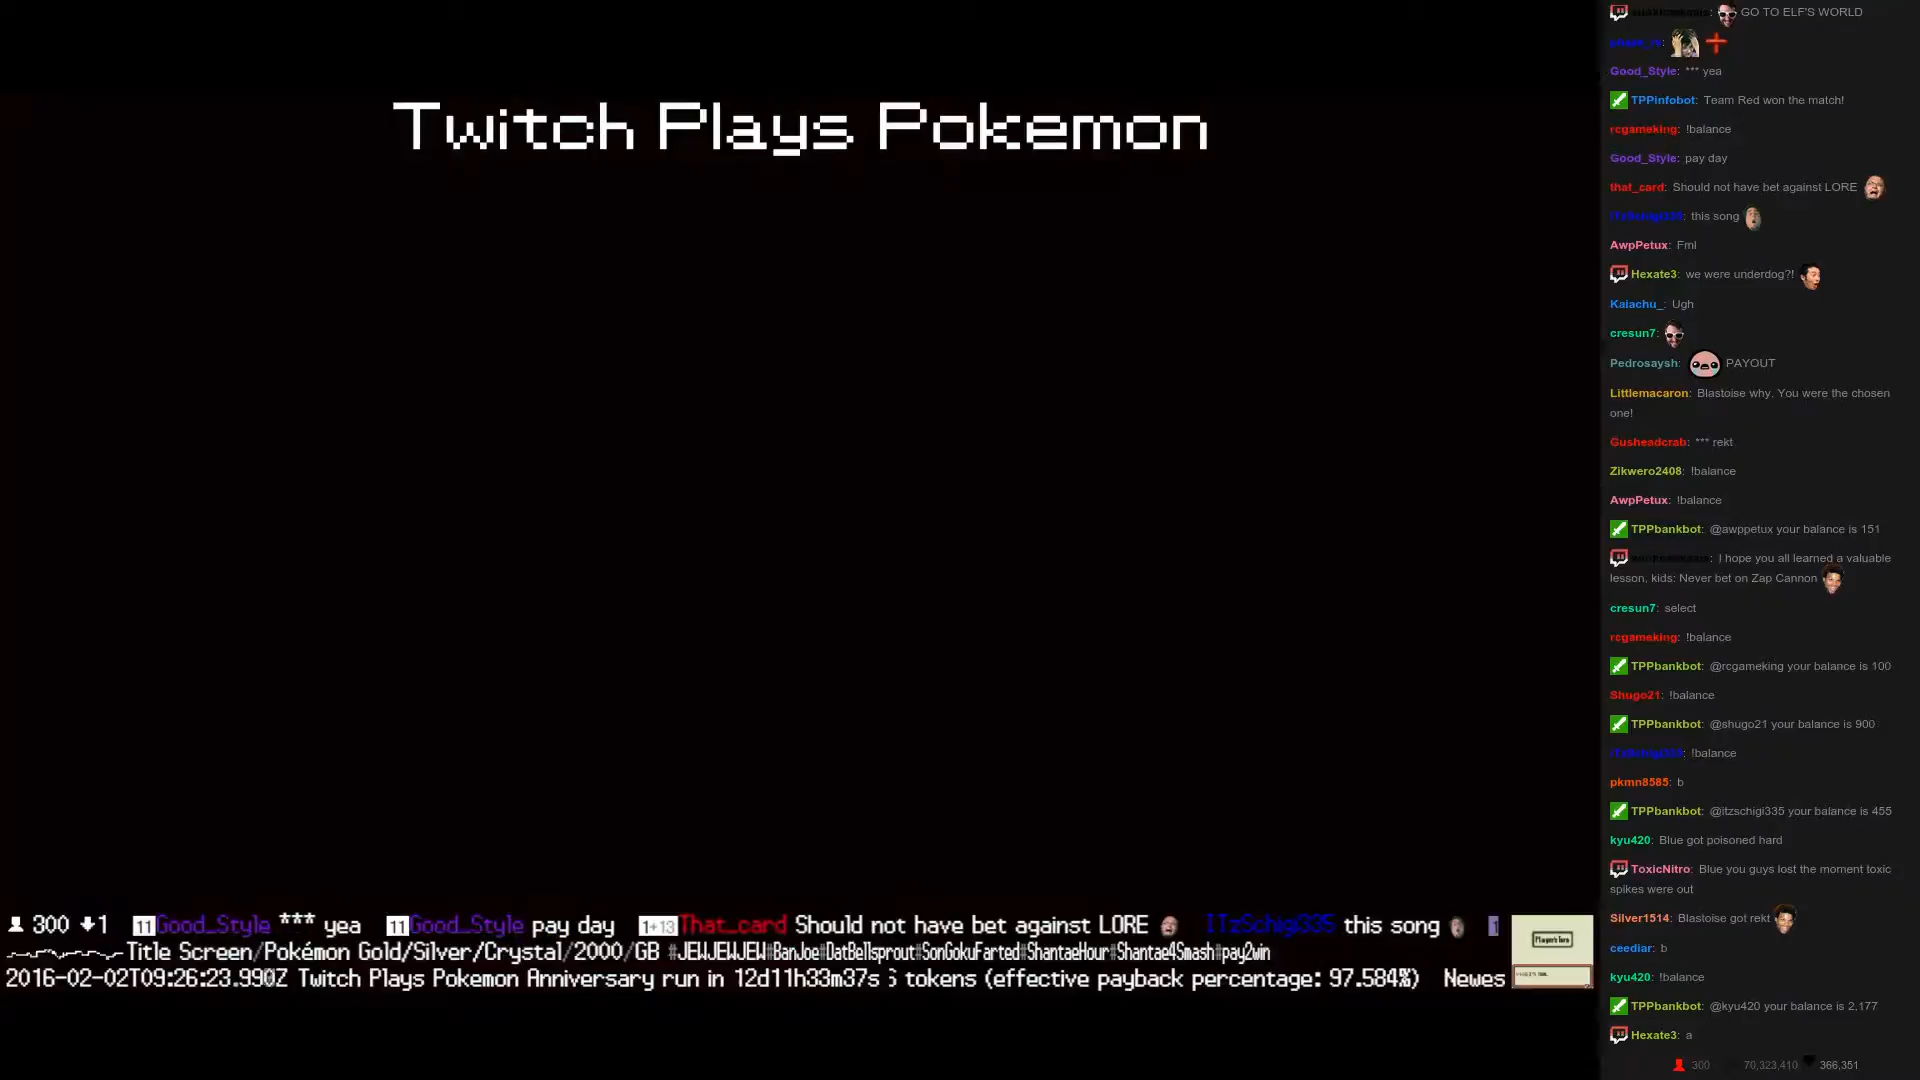 Twitch Plays Pokemon
300 1 11 Good_Style *** yea 11 Good_Style pay day 1+13 That_card Should not have bet against LORE ITzSchigi335 this song
Title Screen/Pokémon Gold/Silver/Crystal/2000/GB #JEWJEWJEW#BanJoe#DatBellsprout#SonGokuFarted#ShantaeHour#Shantae4Smash#pay2win
2016-02-02T09:26:23.990Z Twitch Plays Pokemon Anniversary run in 12d11h33m37s tokens (effective payback percentage: 97.584%) Newes
: GO TO ELF'S WORLD
Good_Style: *** yea
TPPinfobot: Team Red won the match!
rcgameking: !balance
Good_Style: pay day
that_card: Should not have bet against LORE
ITzSchigi335: this song
AwpPetux: Fml
Hexate3: we were underdog?!
Kaiachu_: Ugh
cresun7:
Pedrosaysh: PAYOUT
Littlemacaron: Blastoise why. You were the chosen
one!
Gusheadcrab: *** rekt
Zikwero2408: !balance
AwpPetux: !balance
TPPbankbot: @awppetux your balance is 151
: I hope you all learned a valuable
lesson, kids: Never bet on Zap Cannon
cresun7: select
rcgameking: !balance
TPPbankbot: @rcgameking your balance is 100
Shugo21: !balance
TPPbankbot: @shugo21 your balance is 900
ITzSchigi335: !balance
pkmn8585: b
TPPbankbot: @itzschigi335 your balance is 455
kyu420: Blue got poisoned hard
ToxicNitro: Blue you guys lost the moment toxic
spikes were out
Silver1514: Blastoise got rekt
ceediar: b
kyu420: !balance
TPPbankbot: @kyu420 your balance is 2,177
Hexate3: a
300 70,323,410 366,351